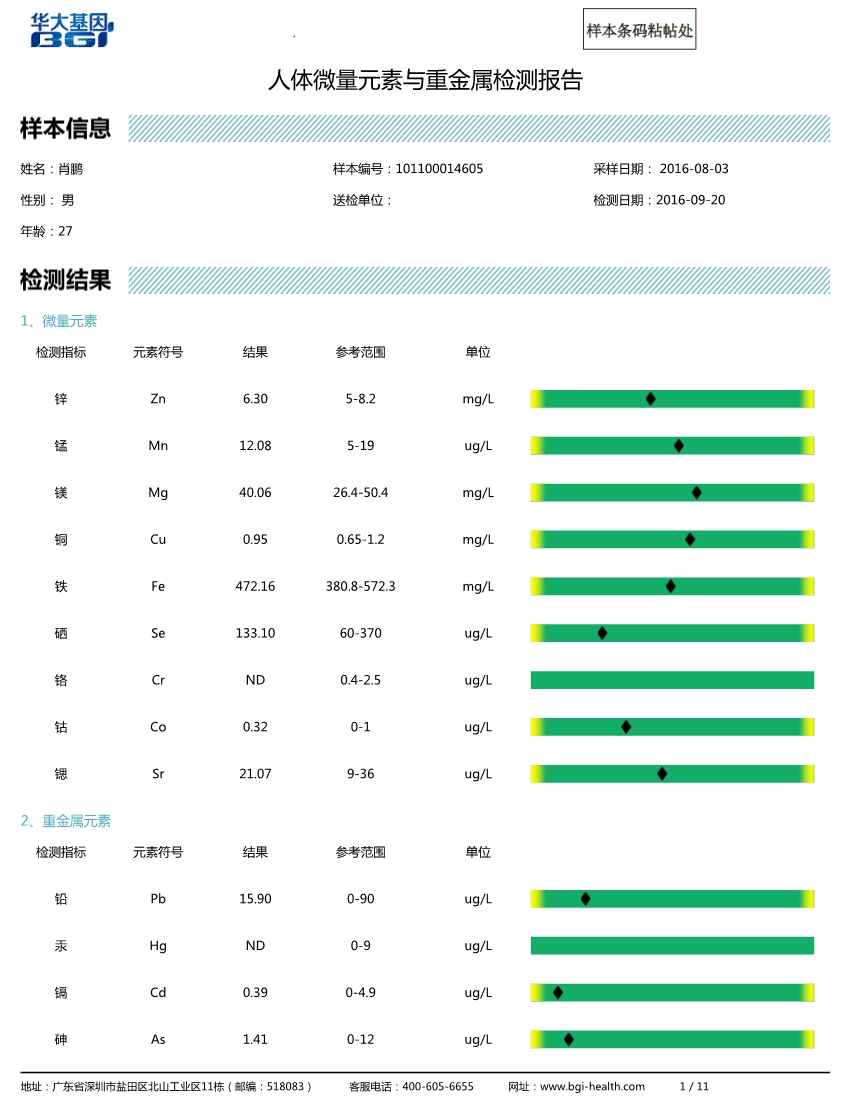 华大基因
BGI
样本条码粘帖处
人体微量元素与重金属检测报告
样本信息
姓名：肖鹏 样本编号：101100014605 采样日期： 2016-08-03
性别： 男 送检单位： 检测日期：2016-09-20
年龄：27
检测结果
1、微量元素
检测指标 元素符号 结果 参考范围 单位
锌 Zn 6.30 5-8.2 mg/L
锰 Mn 12.08 5-19 ug/L
镁 Mg 40.06 26.4-50.4 mg/L
铜 Cu 0.95 0.65-1.2 mg/L
铁 Fe 472.16 380.8-572.3 mg/L
硒 Se 133.10 60-370 ug/L
铬 Cr ND 0.4-2.5 ug/L
钴 Co 0.32 0-1 ug/L
锶 Sr 21.07 9-36 ug/L
2、重金属元素
检测指标 元素符号 结果 参考范围 单位
铅 Pb 15.90 0-90 ug/L
汞 Hg ND 0-9 ug/L
镉 Cd 0.39 0-4.9 ug/L
砷 As 1.41 0-12 ug/L
地址：广东省深圳市盐田区北山工业区11栋（邮编：518083） 客服电话：400-605-6655 网址：www.bgi-health.com 1 / 11